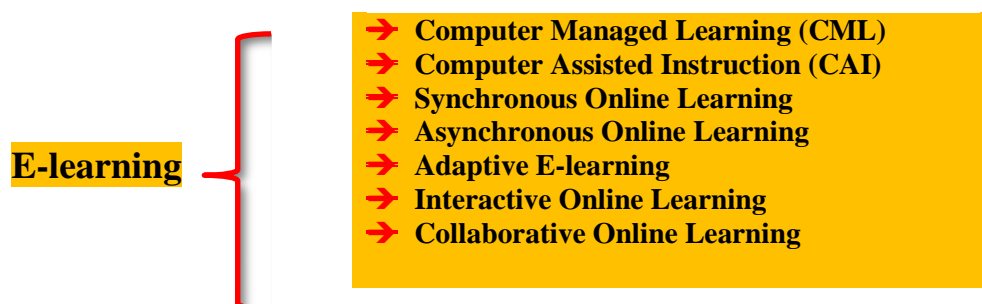 E-learning
➔ Computer Managed Learning (CML)
➔ Computer Assisted Instruction (CAI)
➔ Synchronous Online Learning
➔ Asynchronous Online Learning
➔ Adaptive E-learning
➔ Interactive Online Learning
➔ Collaborative Online Learning